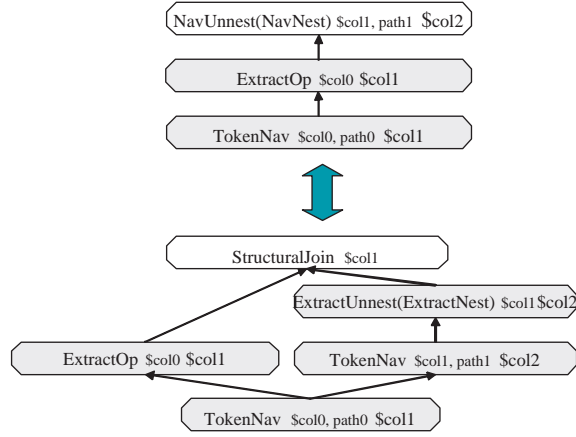 NavUnnest(NavNest) $col1, path1 $col2
ExtractOp $col0 $col1
TokenNav $col0, path0 $col1
StructuralJoin $col1
ExtractUnnest(ExtractNest) $col1 $col2
ExtractOp $col0 $col1
TokenNav $col1, path1 $col2
TokenNav $col0, path0 $col1